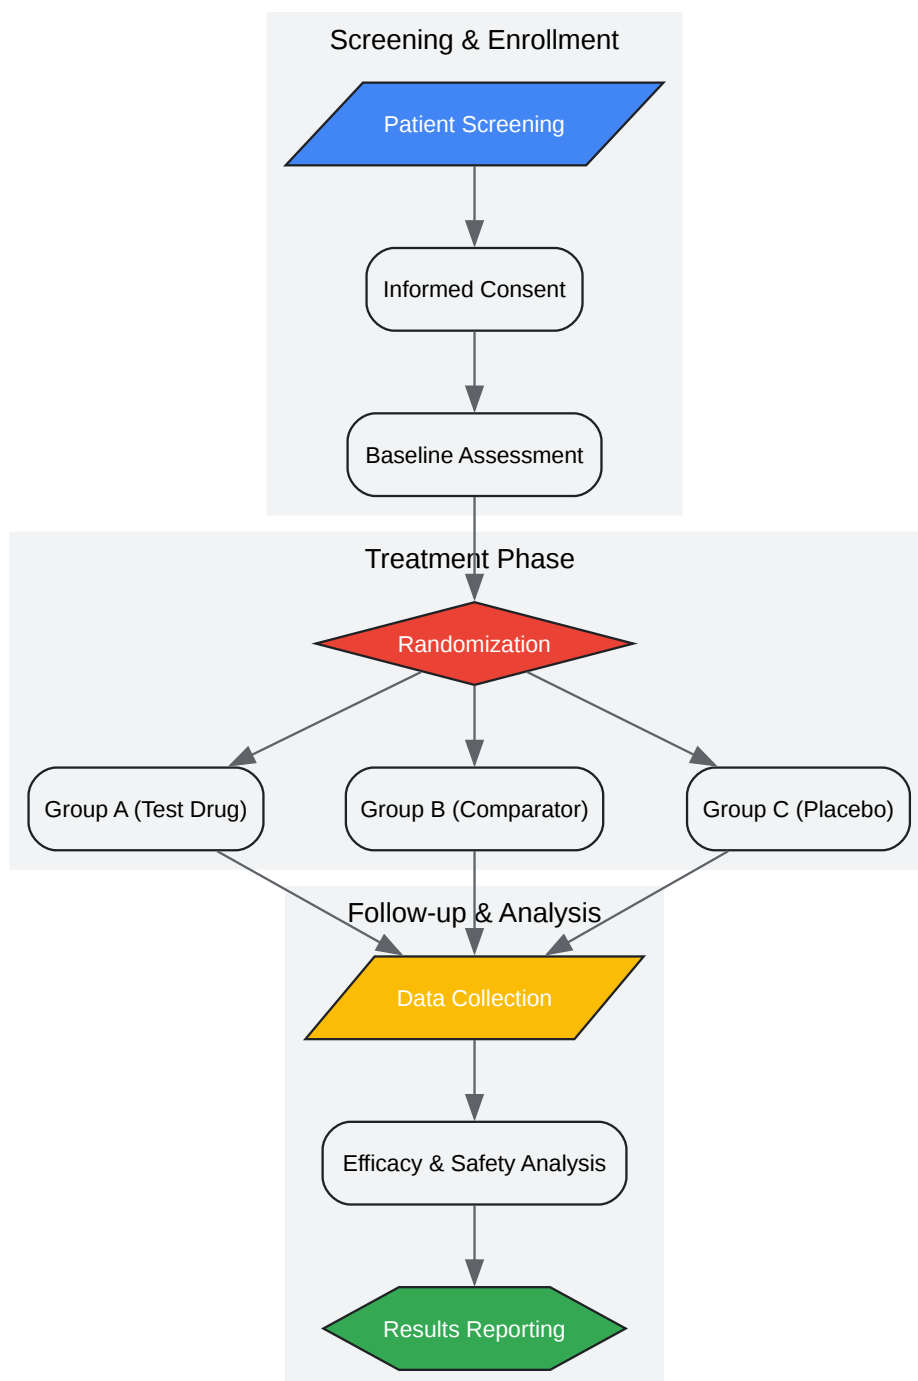 Screening & Enrollment
Patient Screening
Informed Consent
Baseline Assessment
Treatment Phase
Randomization
Group A (Test Drug)
Group B (Comparator)
Group C (Placebo)
Follow-up & Analysis
Data Collection
Efficacy & Safety Analysis
Results Reporting